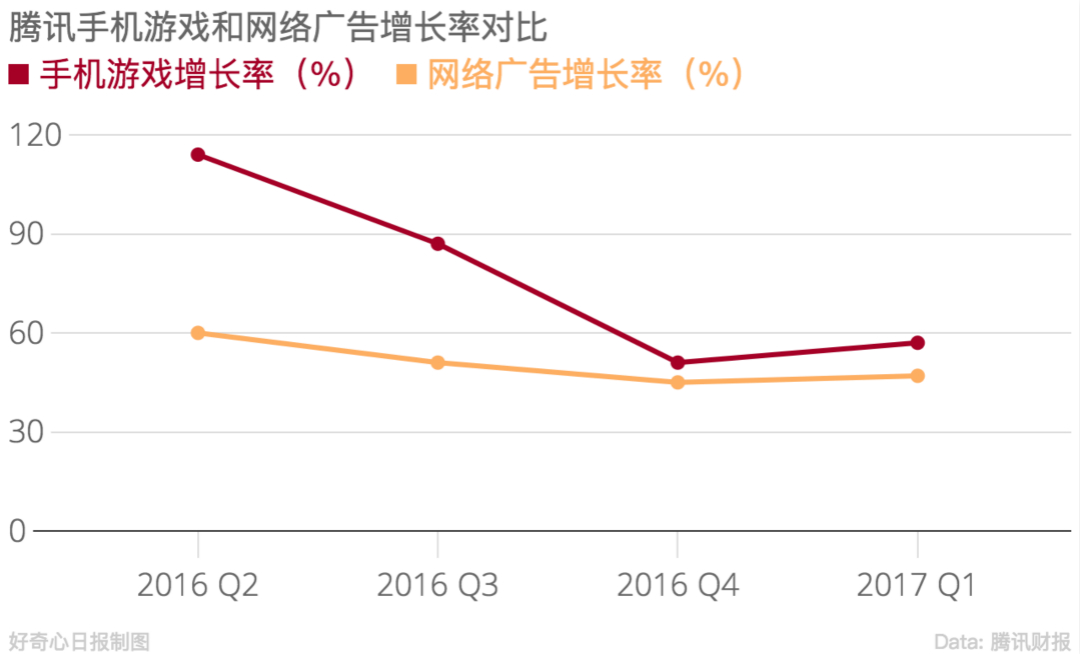 腾讯手机游戏和网络广告增长率对比
手机游戏增长率（%） 网络广告增长率（%）
120
90
60
30
0
2016 Q2 2016 Q3 2016 Q4 2017 Q1
好奇心日报制图 Data: 腾讯财报